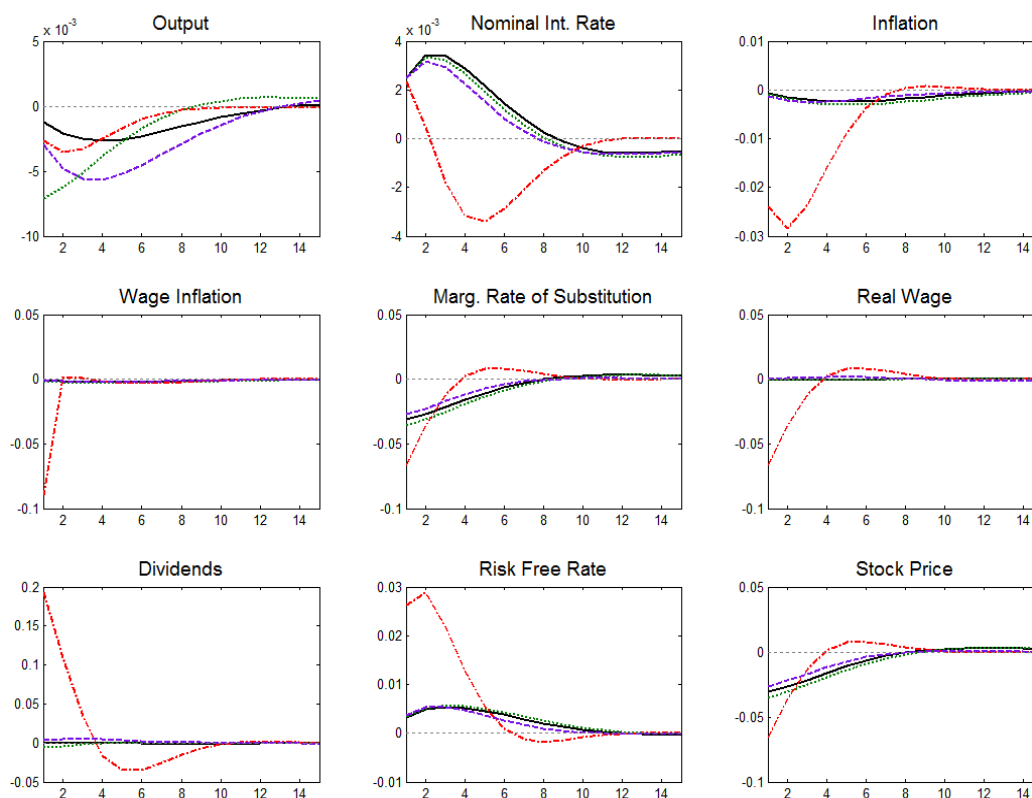 Output
x 10^-3
5
0
-5
-10
2 4 6 8 10 12 14
Nominal Int. Rate
x 10^-3
4
2
0
-2
-4
2 4 6 8 10 12 14
Inflation
0.01
0
-0.01
-0.02
-0.03
2 4 6 8 10 12 14
Wage Inflation
0.05
0
-0.05
-0.1
2 4 6 8 10 12 14
Marg. Rate of Substitution
0.05
0
-0.05
-0.1
2 4 6 8 10 12 14
Real Wage
0.05
0
-0.05
-0.1
2 4 6 8 10 12 14
Dividends
0.2
0.15
0.1
0.05
0
-0.05
2 4 6 8 10 12 14
Risk Free Rate
0.03
0.02
0.01
0
-0.01
2 4 6 8 10 12 14
Stock Price
0.05
0
-0.05
-0.1
2 4 6 8 10 12 14